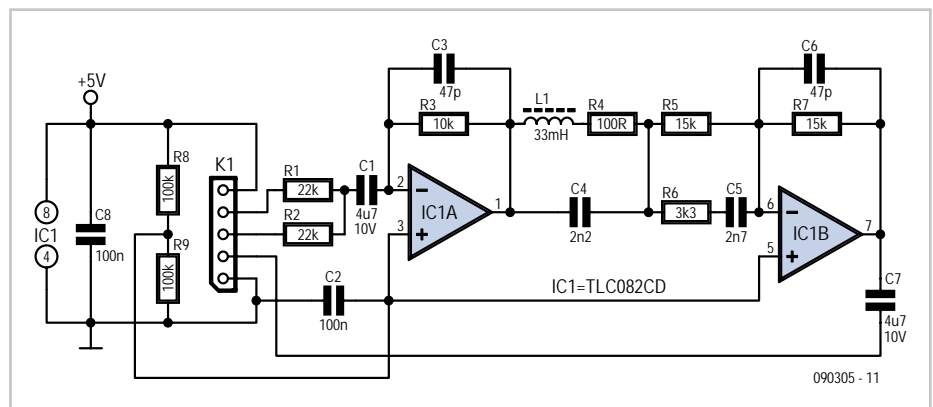 +5V
8
IC1
4
C8
100n
R8
100k
R9
100k
K1
R1
22k
R2
22k
C1
4u7
10V
C2
100n
C3
47p
R3
10k
2
3
1
IC1A
L1
33mH
R4
100R
C4
2n2
R5
15k
R6
3k3
C5
2n7
C6
47p
R7
15k
6
5
7
IC1B
IC1=TLC082CD
C7
4u7
10V
090305 - 11